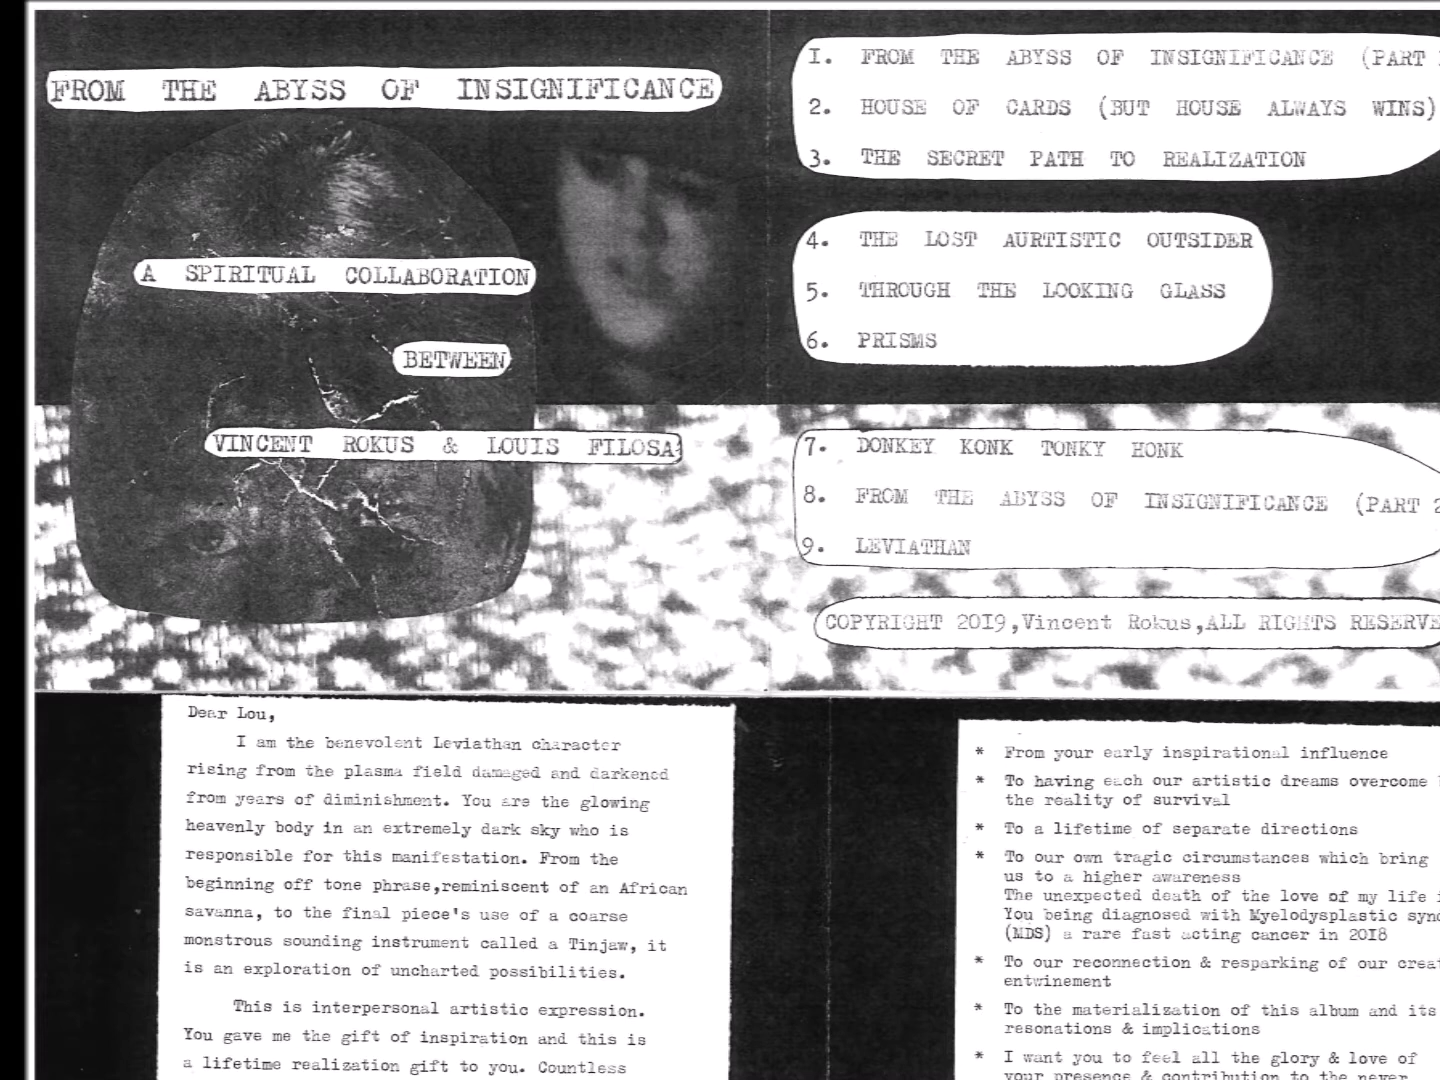 FROM THE ABYSS OF INSIGNIFICANCE
A SPIRITUAL COLLABORATION
BETWEEN
VINCENT ROKUS & LOUIS FILOSA
1. FROM THE ABYSS OF INSIGNIFICANCE (PART
2. HOUSE OF CARDS (BUT HOUSE ALWAYS WINS)
3. THE SECRET PATH TO REALIZATION
4. THE LOST AURTISTIC OUTSIDER
5. THROUGH THE LOOKING GLASS
6. PRISMS
7. DONKEY KONK TONKY HONK
8. FROM THE ABYSS OF INSIGNIFICANCE (PART 2
9. LEVIATHAN
COPYRIGHT 2019,Vincent Rokus,ALL RIGHTS RESERVE
Dear Lou,
I am the benevolent Leviathan character
rising from the plasma field damaged and darkened
from years of diminishment. You are the glowing
heavenly body in an extremely dark sky who is
responsible for this manifestation. From the
beginning off tone phrase,reminiscent of an African
savanna, to the final piece's use of a coarse
monstrous sounding instrument called a Tinjaw, it
is an exploration of uncharted possibilities.
This is interpersonal artistic expression.
You gave me the gift of inspiration and this is
a lifetime realization gift to you. Countless
* From your early inspirational influence
* To having each our artistic dreams overcome
the reality of survival
* To a lifetime of separate directions
* To our own tragic circumstances which bring
us to a higher awareness
The unexpected death of the love of my life
You being diagnosed with Myelodysplastic syn
(MDS) a rare fast acting cancer in 2018
* To our reconnection & resparking of our crea
entwinement
* To the materialization of this album and its
resonations & implications
* I want you to feel all the glory & love of
your presence & contribution to the never